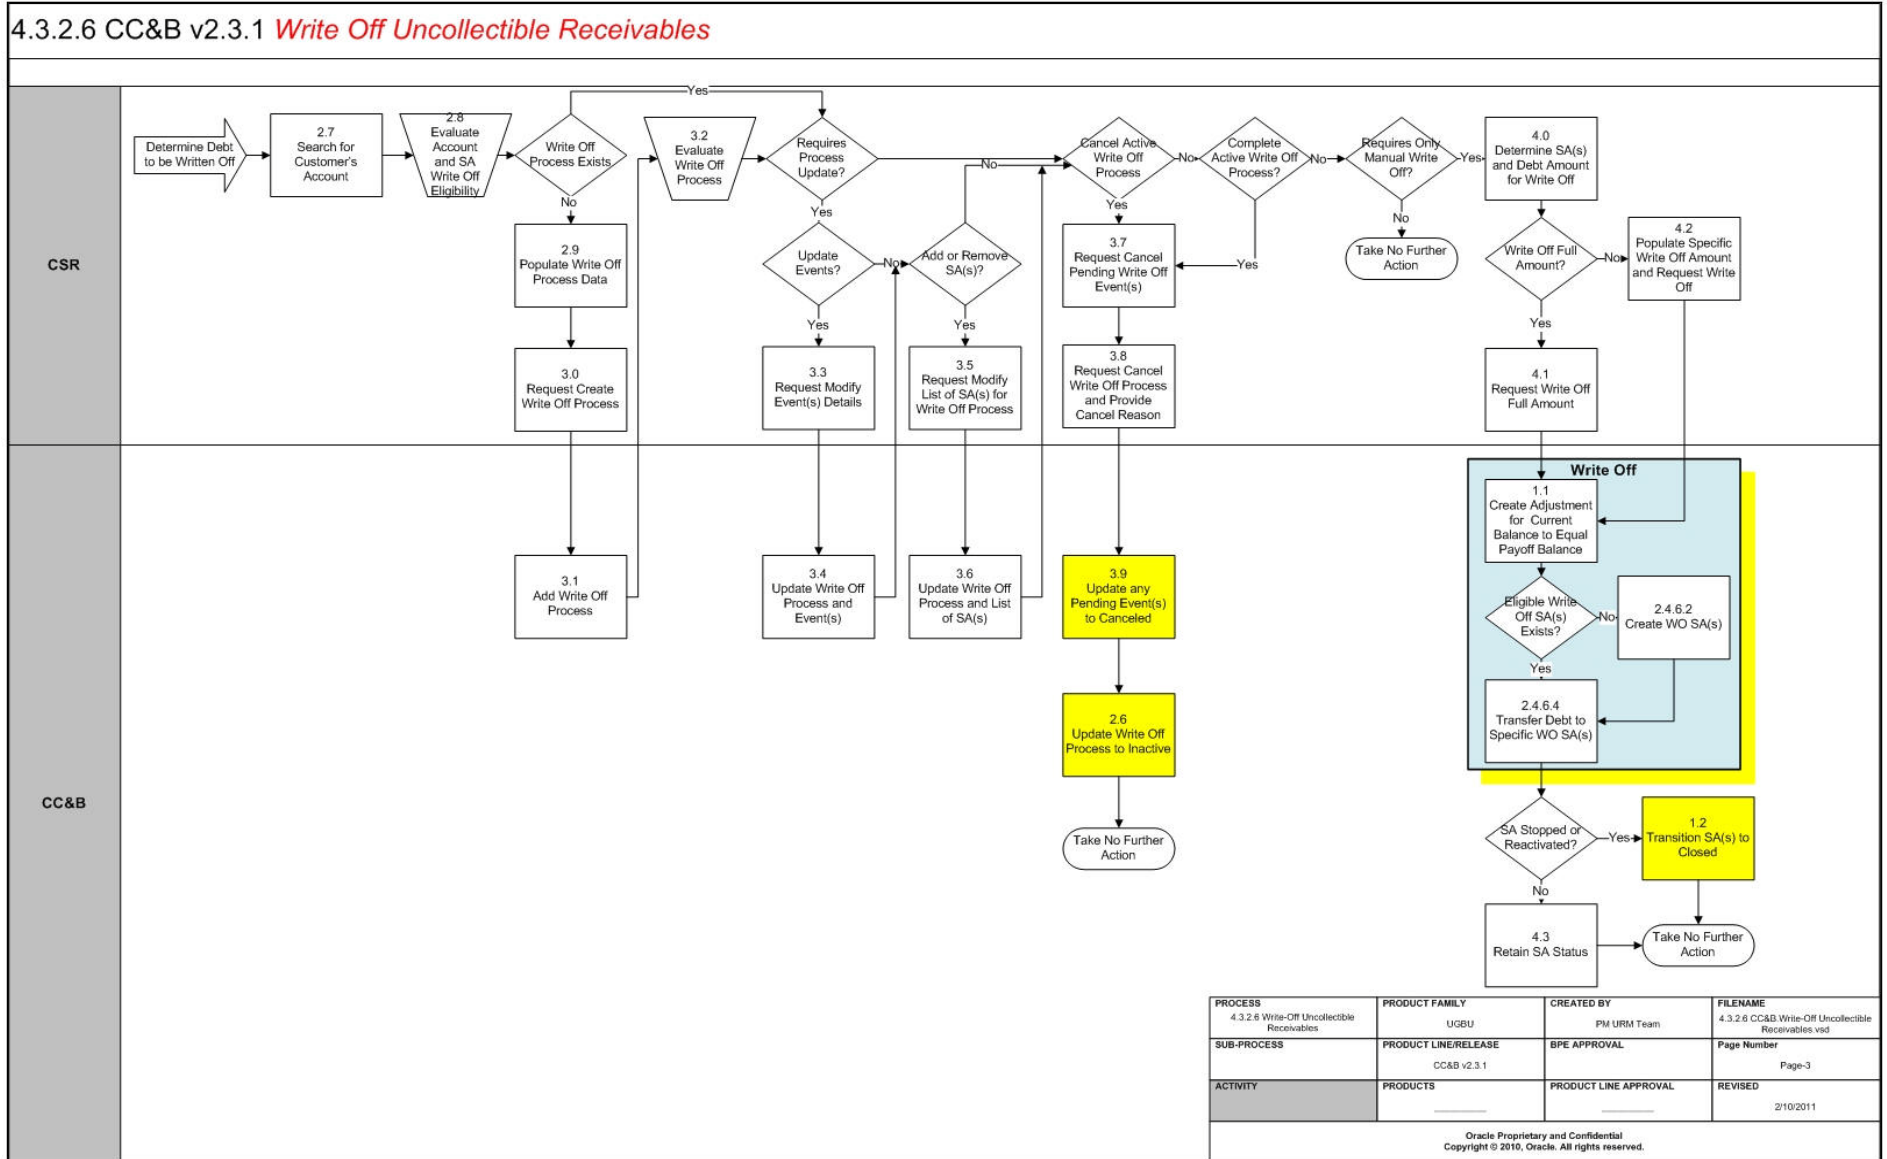 4.3.2.6 CC&B v2.3.1 Write Off Uncollectible Receivables
CSR
Determine Debt
to be Written Off
2.7
Search for
Customer's
Account
2.8
Evaluate
Account
and SA
Write Off
Eligibility
Write Off
Process Exists
Yes
No
2.9
Populate Write Off
Process Data
3.0
Request Create
Write Off Process
3.2
Evaluate
Write Off
Process
Requires
Process
Update?
Yes
Update
Events?
No
Yes
3.3
Request Modify
Event(s) Details
Add or Remove
SA(s)?
No
Yes
3.5
Request Modify
List of SA(s) for
Write Off Process
Cancel Active
Write Off
Process
No
Yes
3.7
Request Cancel
Pending Write Off
Event(s)
3.8
Request Cancel
Write Off Process
and Provide
Cancel Reason
Complete
Active Write Off
Process?
No
Yes
Requires Only
Manual Write
Off?
Yes
No
Take No Further
Action
4.0
Determine SA(s)
and Debt Amount
for Write Off
Write Off Full
Amount?
No
Yes
4.2
Populate Specific
Write Off Amount
and Request Write
Off
4.1
Request Write Off
Full Amount
CC&B
3.1
Add Write Off
Process
3.4
Update Write Off
Process and
Event(s)
3.6
Update Write Off
Process and List
of SA(s)
3.9
Update any
Pending Event(s)
to Canceled
2.6
Update Write Off
Process to Inactive
Take No Further
Action
Write Off
1.1
Create Adjustment
for Current
Balance to Equal
Payoff Balance
Eligible Write
Off SA(s)
Exists?
No
Yes
2.4.6.2
Create WO SA(s)
2.4.6.4
Transfer Debt to
Specific WO SA(s)
SA Stopped or
Reactivated?
Yes
No
1.2
Transition SA(s) to
Closed
4.3
Retain SA Status
Take No Further
Action
PROCESS
4.3.2.6 Write-Off Uncollectible
Receivables
PRODUCT FAMILY
UGBU
CREATED BY
PM URM Team
FILENAME
4.3.2.6 CC&B.Write-Off Uncollectible
Receivables.vsd
SUB-PROCESS
PRODUCT LINE/RELEASE
CC&B v2.3.1
BPE APPROVAL
Page Number
Page-3
ACTIVITY
PRODUCTS
PRODUCT LINE APPROVAL
REVISED
2/10/2011
Oracle Proprietary and Confidential
Copyright © 2010, Oracle. All rights reserved.